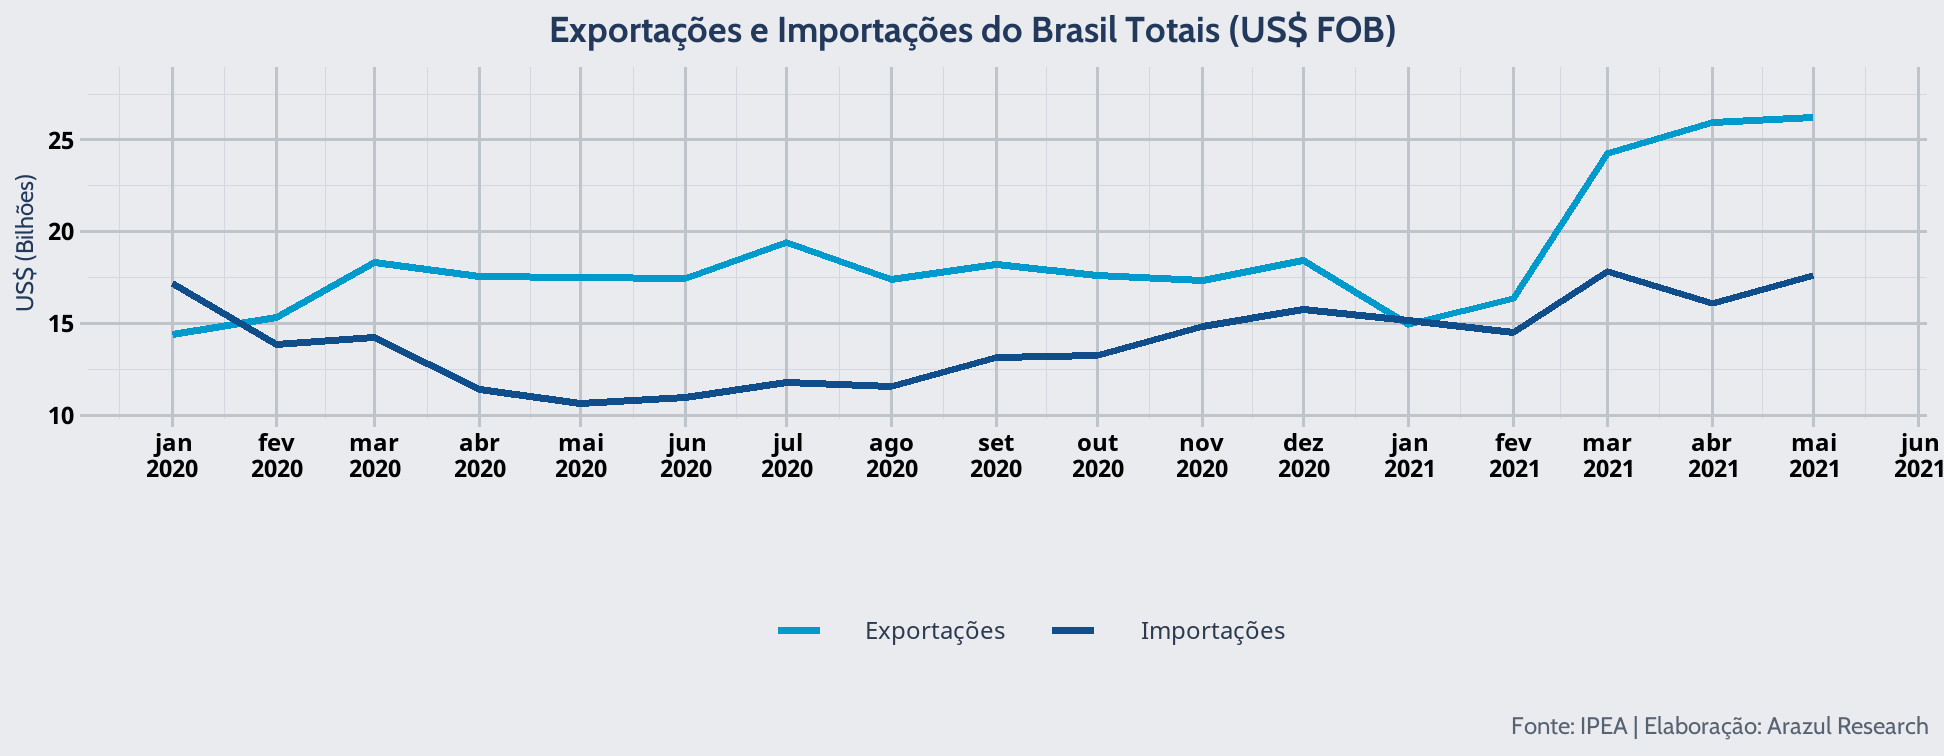 Exportações e Importações do Brasil Totais (US$ FOB)
US$ (Bilhões)
25
20
15
10
jan fev mar abr mai jun jul ago set out nov dez jan fev mar abr mai jun
2020 2020 2020 2020 2020 2020 2020 2020 2020 2020 2020 2020 2021 2021 2021 2021 2021 2021
Exportações Importações
Fonte: IPEA | Elaboração: Arazul Research